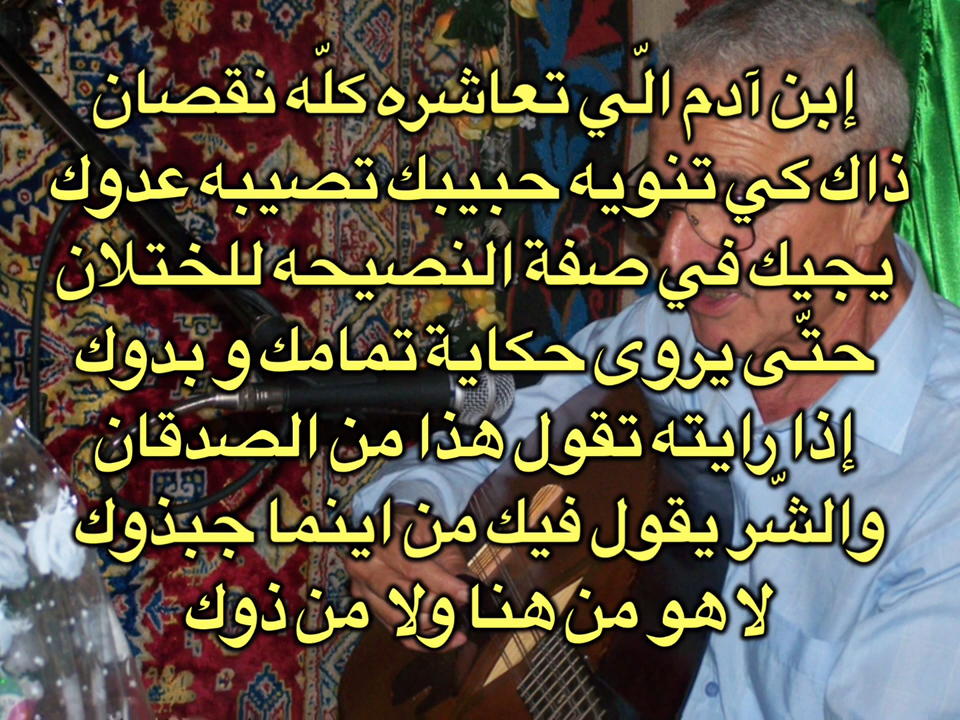 إبن آدم الّي تعاشره كلّه نقصان
ذاك كي تنويه حبيبك تصيبه عدوك
يجيك في صفة النصيحه للختلان
حتّى يروى حكاية تمامك و بدوك
إذا رايته تقول هذا من الصدقان
والشّر يقول فيك من اينما جبذوك
لا هو من هنا ولا من ذوك